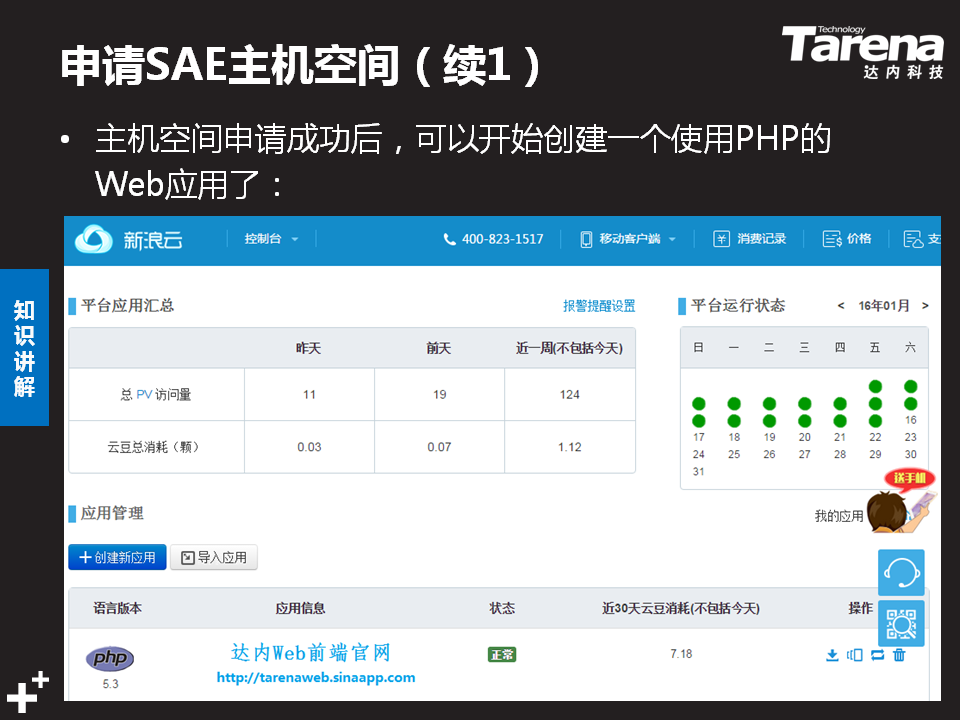 申请SAE主机空间（续1）
Technology
Tarena
达内科技
• 主机空间申请成功后，可以开始创建一个使用PHP的
Web应用了：
知识讲解
新浪云
控制台
400-823-1517
移动客户端
消费记录
价格
支
平台应用汇总
报警提醒设置
昨天 前天 近一周(不包括今天)
总 PV 访问量 11 19 124
云豆总消耗（颗） 0.03 0.07 1.12
平台运行状态
< 16年01月 >
日 一 二 三 四 五 六
16
17 18 19 20 21 22 23
24 25 26 27 28 29 30
31
送手机
应用管理
我的应用
+创建新应用
导入应用
语言版本 应用信息 状态 近30天云豆消耗(不包括今天) 操作
php
5.3
达内Web前端官网
http://tarenaweb.sinaapp.com
正常
7.18